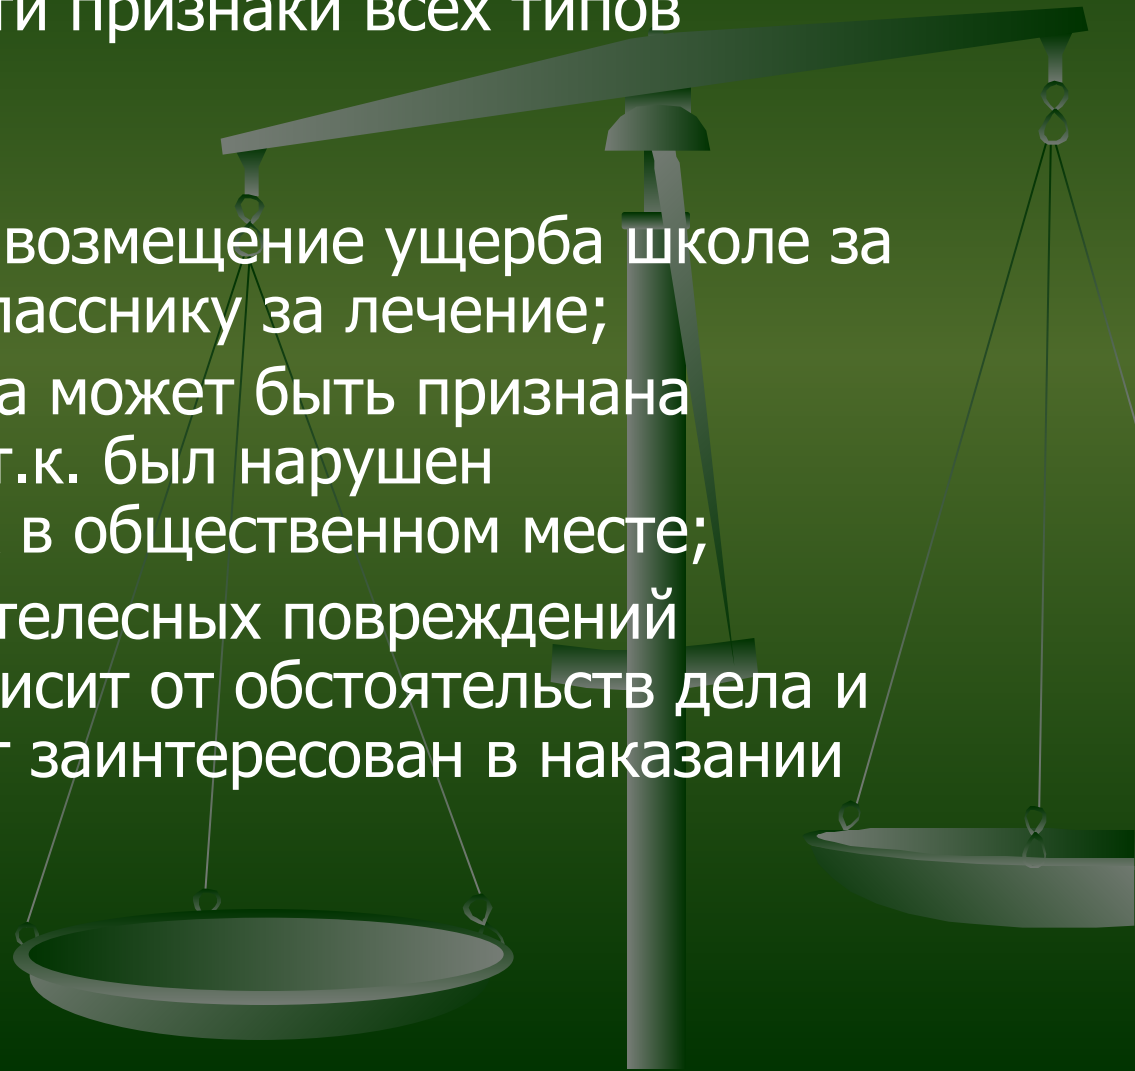 ти признаки всех типов
возмещение ущерба школе за
ласснику за лечение;
а может быть признана
т.к. был нарушен
в общественном месте;
телесных повреждений
исит от обстоятельств дела и
т заинтересован в наказании